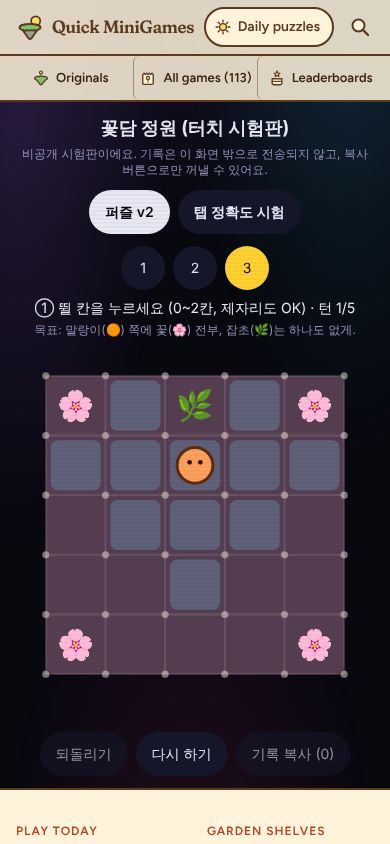 Quick MiniGames
Daily puzzles
Originals
All games (113)
Leaderboards
꽃담 정원 (터치 시험판)
비공개 시험판이에요. 기록은 이 화면 밖으로 전송되지 않고, 복사
버튼으로만 꺼낼 수 있어요.
퍼즐 v2
탭 정확도 시험
1
2
3
① 뛸 칸을 누르세요 (0~2칸, 제자리도 OK) · 턴 1/5
목표: 말랑이(🟠) 쪽에 꽃(🌸) 전부, 잡초(🌿)는 하나도 없게.
되돌리기
다시 하기
기록 복사 (0)
PLAY TODAY
GARDEN SHELVES